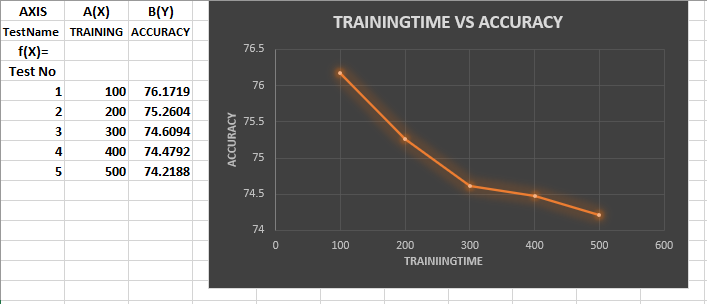 AXIS A(X) B(Y)
TestName TRAINING ACCURACY
f(X)=
Test No
1 100 76.1719
2 200 75.2604
3 300 74.6094
4 400 74.4792
5 500 74.2188
TRAININGTIME VS ACCURACY
76.5
76
75.5
75
74.5
74
ACCURACY
0 100 200 300 400 500 600
TRAINIINGTIME